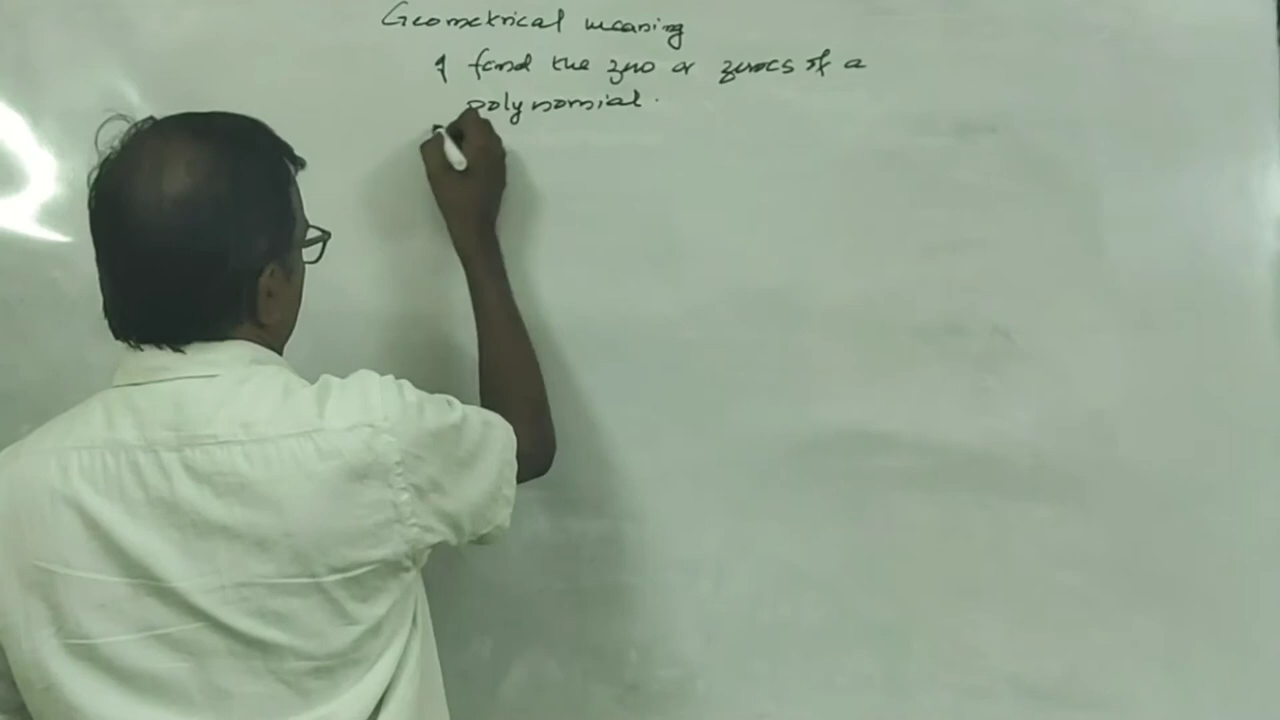 Geometrical meaning
of find the zero or zeroes of a
polynomial.